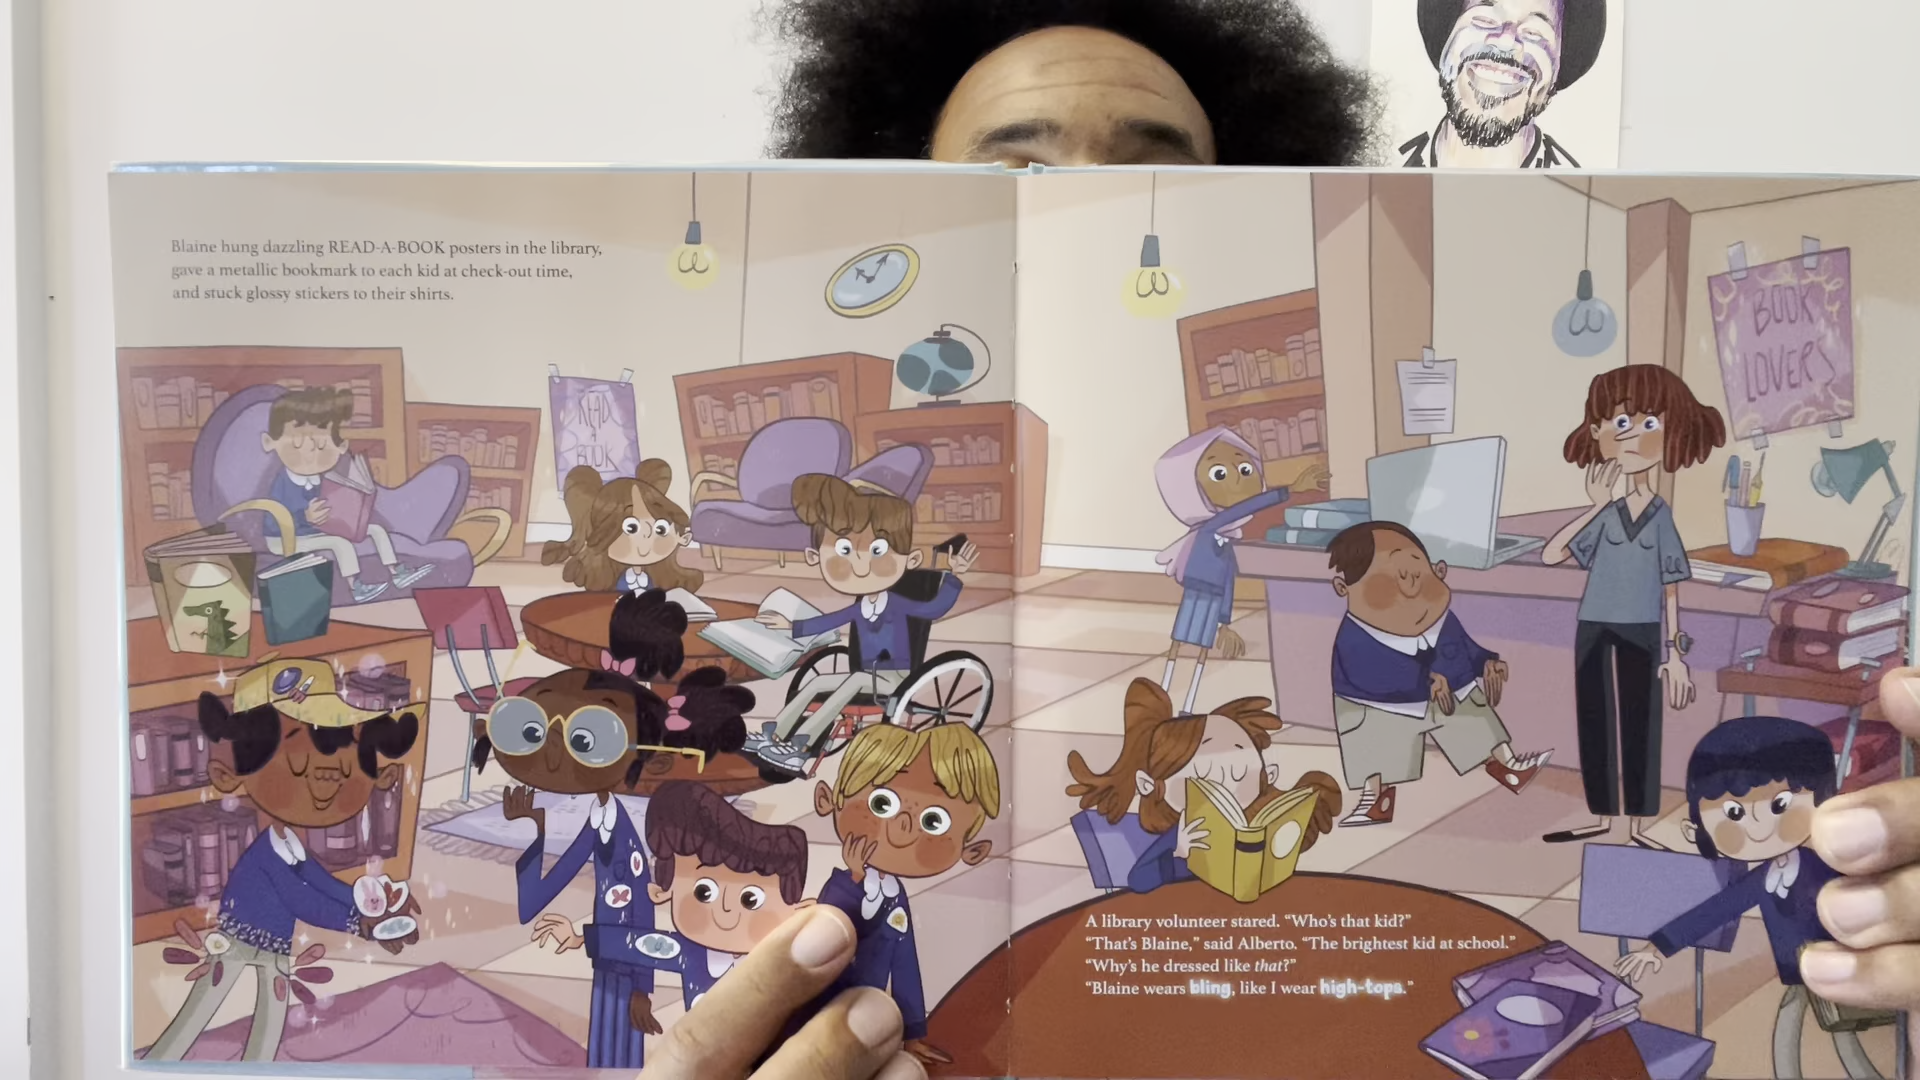 Blaine hung dazzling READ-A-BOOK posters in the library,
gave a metallic bookmark to each kid at check-out time,
and stuck glossy stickers to their shirts.
READ
A
BOOK
BOOK
LOVERS
A library volunteer stared. “Who’s that kid?”
“That’s Blaine,” said Alberto. “The brightest kid at school.”
“Why’s he dressed like that?”
“Blaine wears bling, like I wear high-tops.”